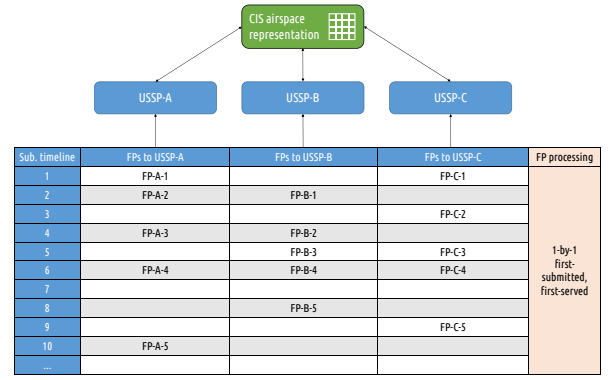 CIS airspace
representation
USSP-A USSP-B USSP-C
Sub. timeline FPs to USSP-A FPs to USSP-B FPs to USSP-C FP processing
1 FP-A-1 FP-C-1
2 FP-A-2 FP-B-1
3 FP-C-2
4 FP-A-3 FP-B-2
5 FP-B-3 FP-C-3
6 FP-A-4 FP-B-4 FP-C-4
7
8 FP-B-5
9 FP-C-5
10 FP-A-5
...
1-by-1
first-
submitted,
first-served